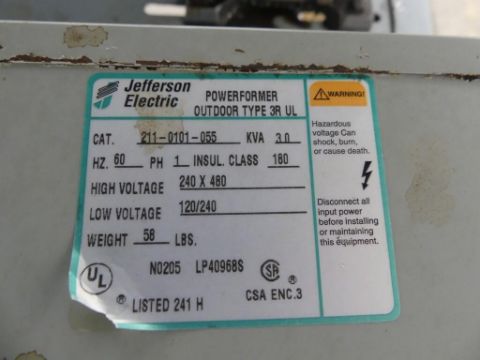 Jefferson Electric
POWERFORMER
OUTDOOR TYPE 3R UL
CAT. 211-0101-055 KVA 3.0
HZ. 60 PH 1 INSUL. CLASS 180
HIGH VOLTAGE 240 X 480
LOW VOLTAGE 120/240
WEIGHT 58 LBS.
N0205 LP40968S
UL ® LISTED 241 H
SA ® CSA ENC.3
WARNING!
Hazardous
voltage Can
shock, burn,
or cause death.
Disconnect all
input power
before installing
or maintaining
this équipment.